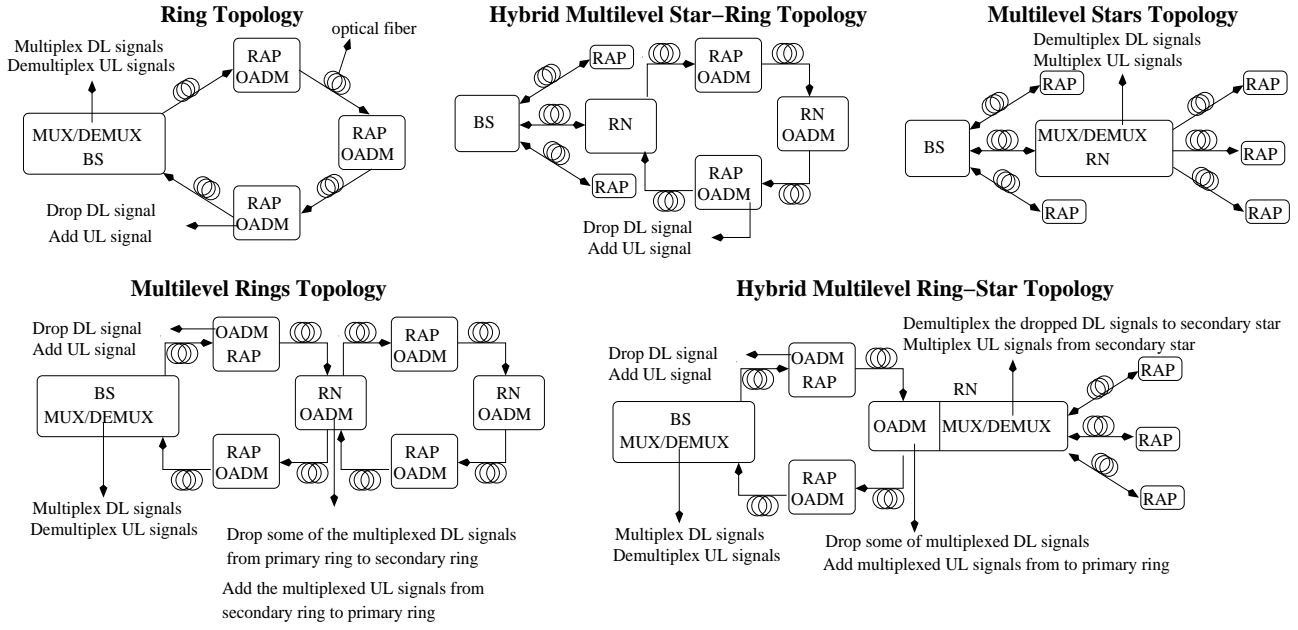 Ring Topology
optical fiber
Multiplex DL signals
Demultiplex UL signals
RAP
OADM
MUX/DEMUX
BS
RAP
OADM
RAP
OADM
Drop DL signal
Add UL signal
Hybrid Multilevel Star−Ring Topology
RAP
RAP
OADM
BS
RN
RN
OADM
RAP
RAP
OADM
Drop DL signal
Add UL signal
Multilevel Stars Topology
Demultiplex DL signals
Multiplex UL signals
RAP
RAP
BS
MUX/DEMUX
RN
RAP
RAP
RAP
Multilevel Rings Topology
Drop DL signal
Add UL signal
OADM
RAP
RAP
OADM
BS
MUX/DEMUX
RN
OADM
RN
OADM
RAP
OADM
RAP
OADM
Multiplex DL signals
Demultiplex UL signals
Drop some of the multiplexed DL signals
from primary ring to secondary ring
Add the multiplexed UL signals from
secondary ring to primary ring
Hybrid Multilevel Ring−Star Topology
Demultiplex the dropped DL signals to secondary star
Multiplex UL signals from secondary star
Drop DL signal
Add UL signal
OADM
RAP
RN
RAP
BS
MUX/DEMUX
OADM
MUX/DEMUX
RAP
RAP
OADM
RAP
Multiplex DL signals
Demultiplex UL signals
Drop some of multiplexed DL signals
Add multiplexed UL signals from to primary ring